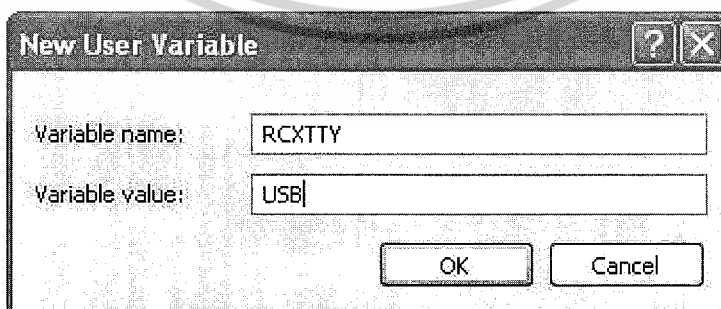 New User Variable
Variable name: RCXTTY
Variable value: USB
OK Cancel